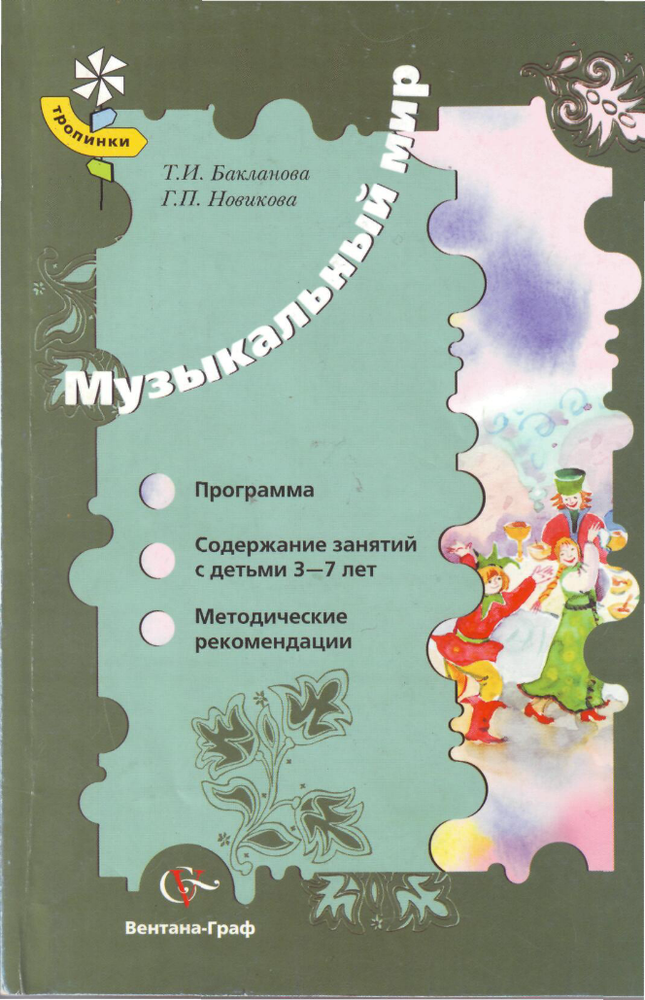 тропинки
Т.И. Бакланова
Г.П. Новикова
Музыкальный мир
Программа
Содержание занятий
с детьми 3—7 лет
Методические
рекомендации
Вентана-Граф